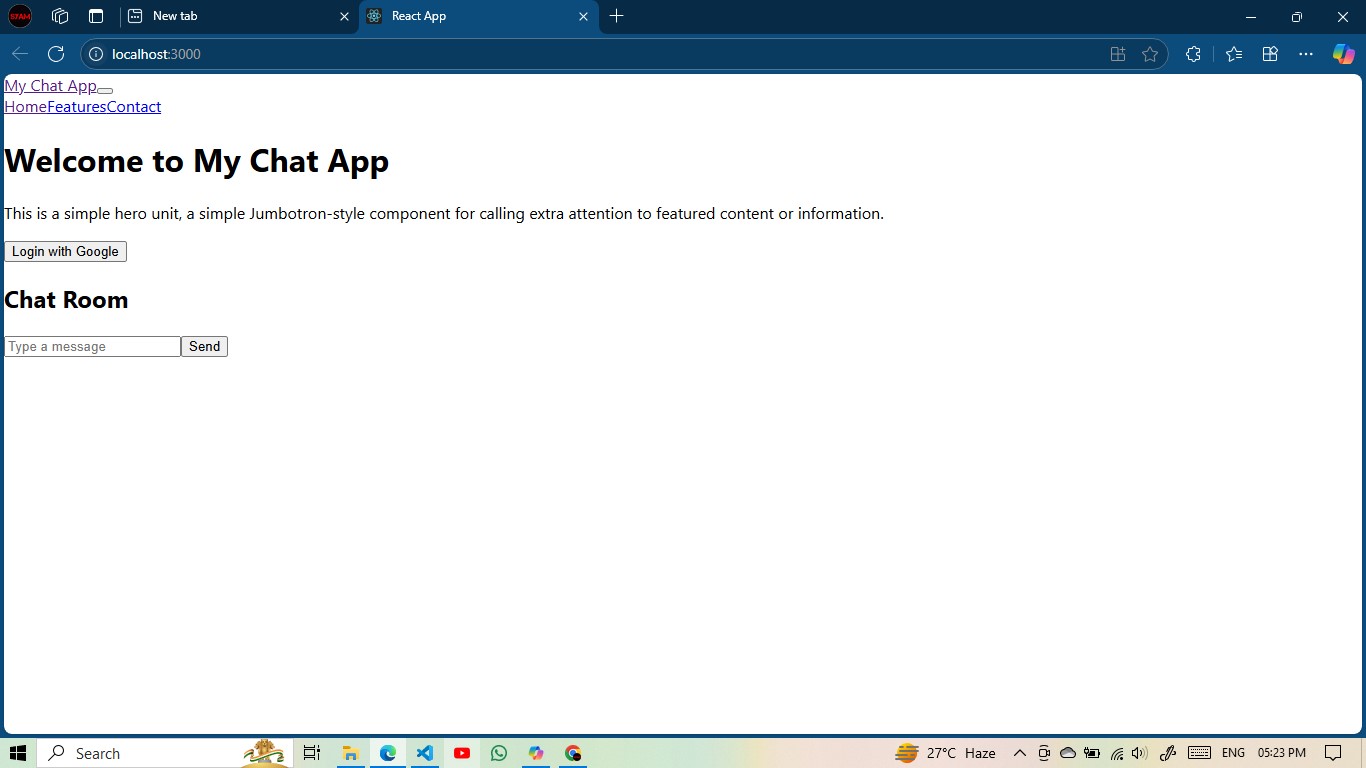 S7AM
New tab
React App
localhost:3000
My Chat App
HomeFeaturesContact
Welcome to My Chat App
This is a simple hero unit, a simple Jumbotron-style component for calling extra attention to featured content or information.
Login with Google
Chat Room
Type a message
Send
Search
27°C Haze
ENG
05:23 PM